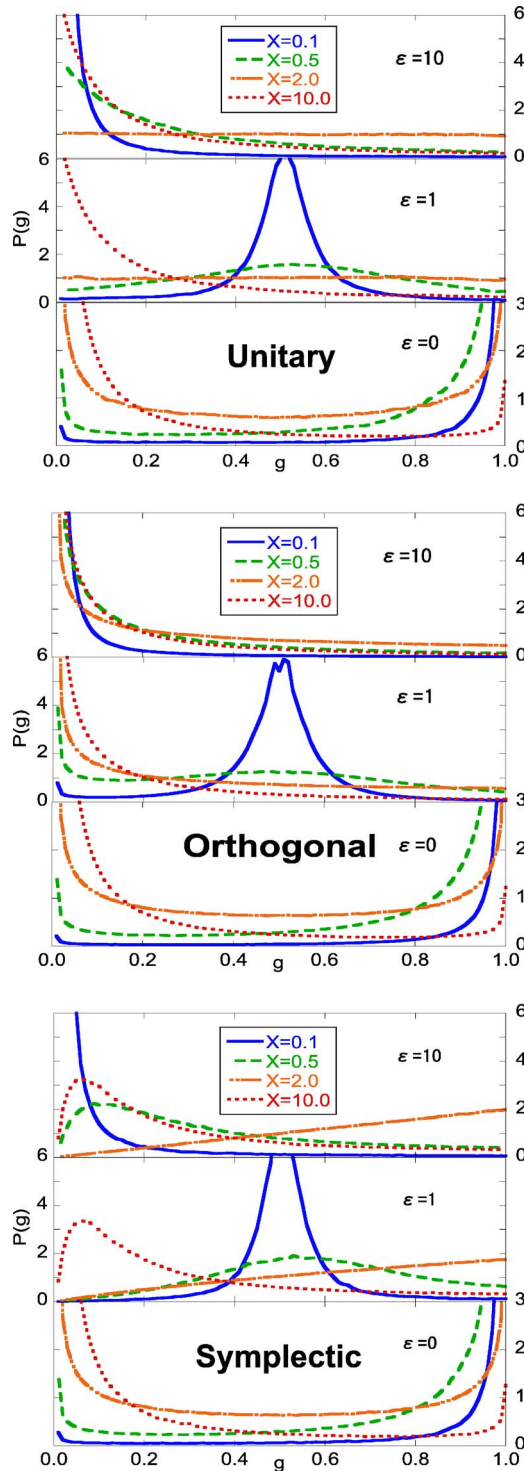 X=0.1
X=0.5
X=2.0
X=10.0
ε=10
6
4
2
0
6
4
2
0
P(g)
ε=1
3
2
1
0
Unitary
ε=0
0.0 0.2 0.4 0.6 0.8 1.0
g
X=0.1
X=0.5
X=2.0
X=10.0
ε=10
6
4
2
0
6
4
2
0
P(g)
ε=1
3
2
1
0
Orthogonal
ε=0
0.0 0.2 0.4 0.6 0.8 1.0
g
X=0.1
X=0.5
X=2.0
X=10.0
ε=10
6
4
2
0
6
4
2
0
P(g)
ε=1
3
2
1
0
Symplectic
ε=0
0.0 0.2 0.4 0.6 0.8 1.0
g